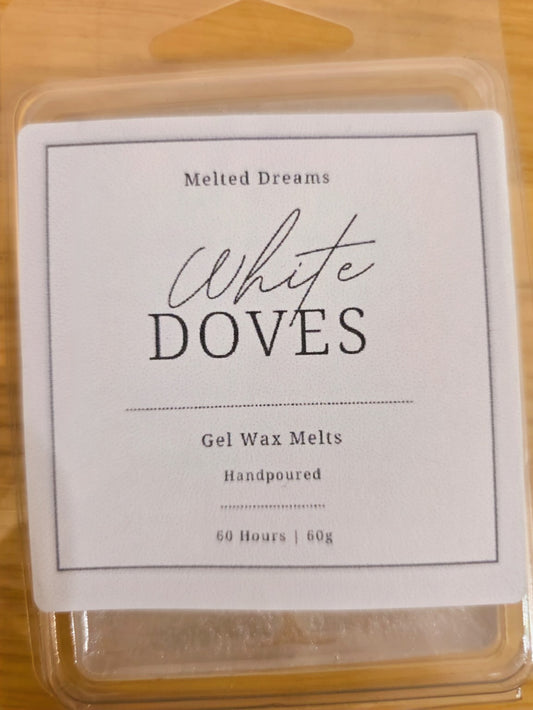 Melted Dreams
White
DOVES
Gel Wax Melts
Handpoured
60 Hours | 60g